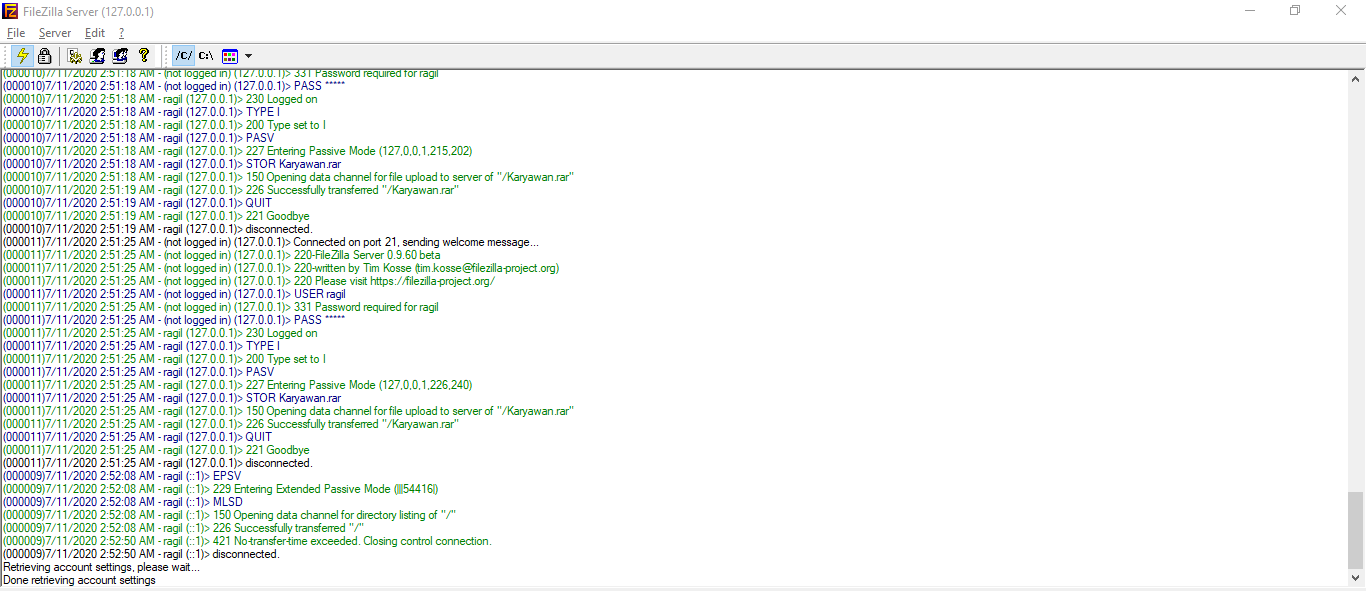 FileZilla Server (127.0.0.1)
File Server Edit ?
/C/ C:\
(000010)7/11/2020 2:51:18 AM - (not logged in) (127.0.0.1)> 331 Password required for ragil
(000010)7/11/2020 2:51:18 AM - (not logged in) (127.0.0.1)> PASS *****
(000010)7/11/2020 2:51:18 AM - ragil (127.0.0.1)> 230 Logged on
(000010)7/11/2020 2:51:18 AM - ragil (127.0.0.1)> TYPE I
(000010)7/11/2020 2:51:18 AM - ragil (127.0.0.1)> 200 Type set to I
(000010)7/11/2020 2:51:18 AM - ragil (127.0.0.1)> PASV
(000010)7/11/2020 2:51:18 AM - ragil (127.0.0.1)> 227 Entering Passive Mode (127,0,0,1,215,202)
(000010)7/11/2020 2:51:18 AM - ragil (127.0.0.1)> STOR Karyawan.rar
(000010)7/11/2020 2:51:18 AM - ragil (127.0.0.1)> 150 Opening data channel for file upload to server of "/Karyawan.rar"
(000010)7/11/2020 2:51:19 AM - ragil (127.0.0.1)> 226 Successfully transferred "/Karyawan.rar"
(000010)7/11/2020 2:51:19 AM - ragil (127.0.0.1)> QUIT
(000010)7/11/2020 2:51:19 AM - ragil (127.0.0.1)> 221 Goodbye
(000010)7/11/2020 2:51:19 AM - ragil (127.0.0.1)> disconnected.
(000011)7/11/2020 2:51:25 AM - (not logged in) (127.0.0.1)> Connected on port 21, sending welcome message...
(000011)7/11/2020 2:51:25 AM - (not logged in) (127.0.0.1)> 220-FileZilla Server 0.9.60 beta
(000011)7/11/2020 2:51:25 AM - (not logged in) (127.0.0.1)> 220-written by Tim Kosse (tim.kosse@filezilla-project.org)
(000011)7/11/2020 2:51:25 AM - (not logged in) (127.0.0.1)> 220 Please visit https://filezilla-project.org/
(000011)7/11/2020 2:51:25 AM - (not logged in) (127.0.0.1)> USER ragil
(000011)7/11/2020 2:51:25 AM - (not logged in) (127.0.0.1)> 331 Password required for ragil
(000011)7/11/2020 2:51:25 AM - (not logged in) (127.0.0.1)> PASS *****
(000011)7/11/2020 2:51:25 AM - ragil (127.0.0.1)> 230 Logged on
(000011)7/11/2020 2:51:25 AM - ragil (127.0.0.1)> TYPE I
(000011)7/11/2020 2:51:25 AM - ragil (127.0.0.1)> 200 Type set to I
(000011)7/11/2020 2:51:25 AM - ragil (127.0.0.1)> PASV
(000011)7/11/2020 2:51:25 AM - ragil (127.0.0.1)> 227 Entering Passive Mode (127,0,0,1,226,240)
(000011)7/11/2020 2:51:25 AM - ragil (127.0.0.1)> STOR Karyawan.rar
(000011)7/11/2020 2:51:25 AM - ragil (127.0.0.1)> 150 Opening data channel for file upload to server of "/Karyawan.rar"
(000011)7/11/2020 2:51:25 AM - ragil (127.0.0.1)> 226 Successfully transferred "/Karyawan.rar"
(000011)7/11/2020 2:51:25 AM - ragil (127.0.0.1)> QUIT
(000011)7/11/2020 2:51:25 AM - ragil (127.0.0.1)> 221 Goodbye
(000011)7/11/2020 2:51:25 AM - ragil (127.0.0.1)> disconnected.
(000009)7/11/2020 2:52:08 AM - ragil (::1)> EPSV
(000009)7/11/2020 2:52:08 AM - ragil (::1)> 229 Entering Extended Passive Mode (|||54416|)
(000009)7/11/2020 2:52:08 AM - ragil (::1)> MLSD
(000009)7/11/2020 2:52:08 AM - ragil (::1)> 150 Opening data channel for directory listing of "/"
(000009)7/11/2020 2:52:08 AM - ragil (::1)> 226 Successfully transferred "/"
(000009)7/11/2020 2:52:50 AM - ragil (::1)> 421 No-transfer-time exceeded. Closing control connection.
(000009)7/11/2020 2:52:50 AM - ragil (::1)> disconnected.
Retrieving account settings, please wait...
Done retrieving account settings